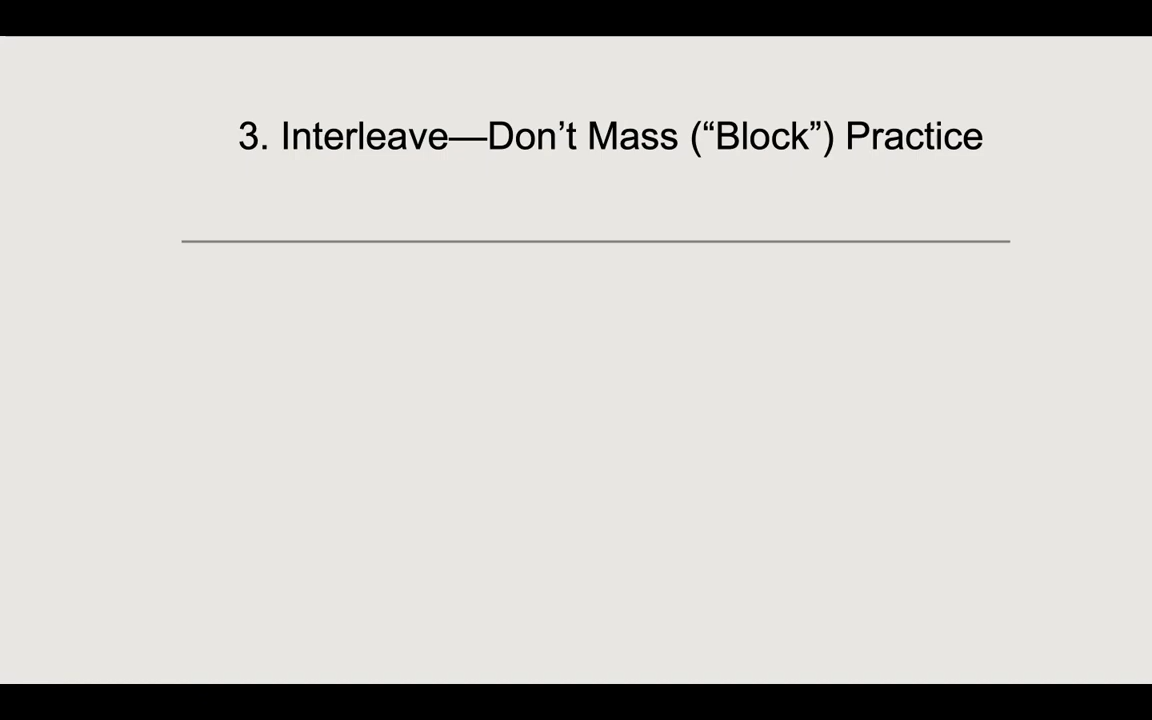 3. Interleave—Don’t Mass (“Block”) Practice